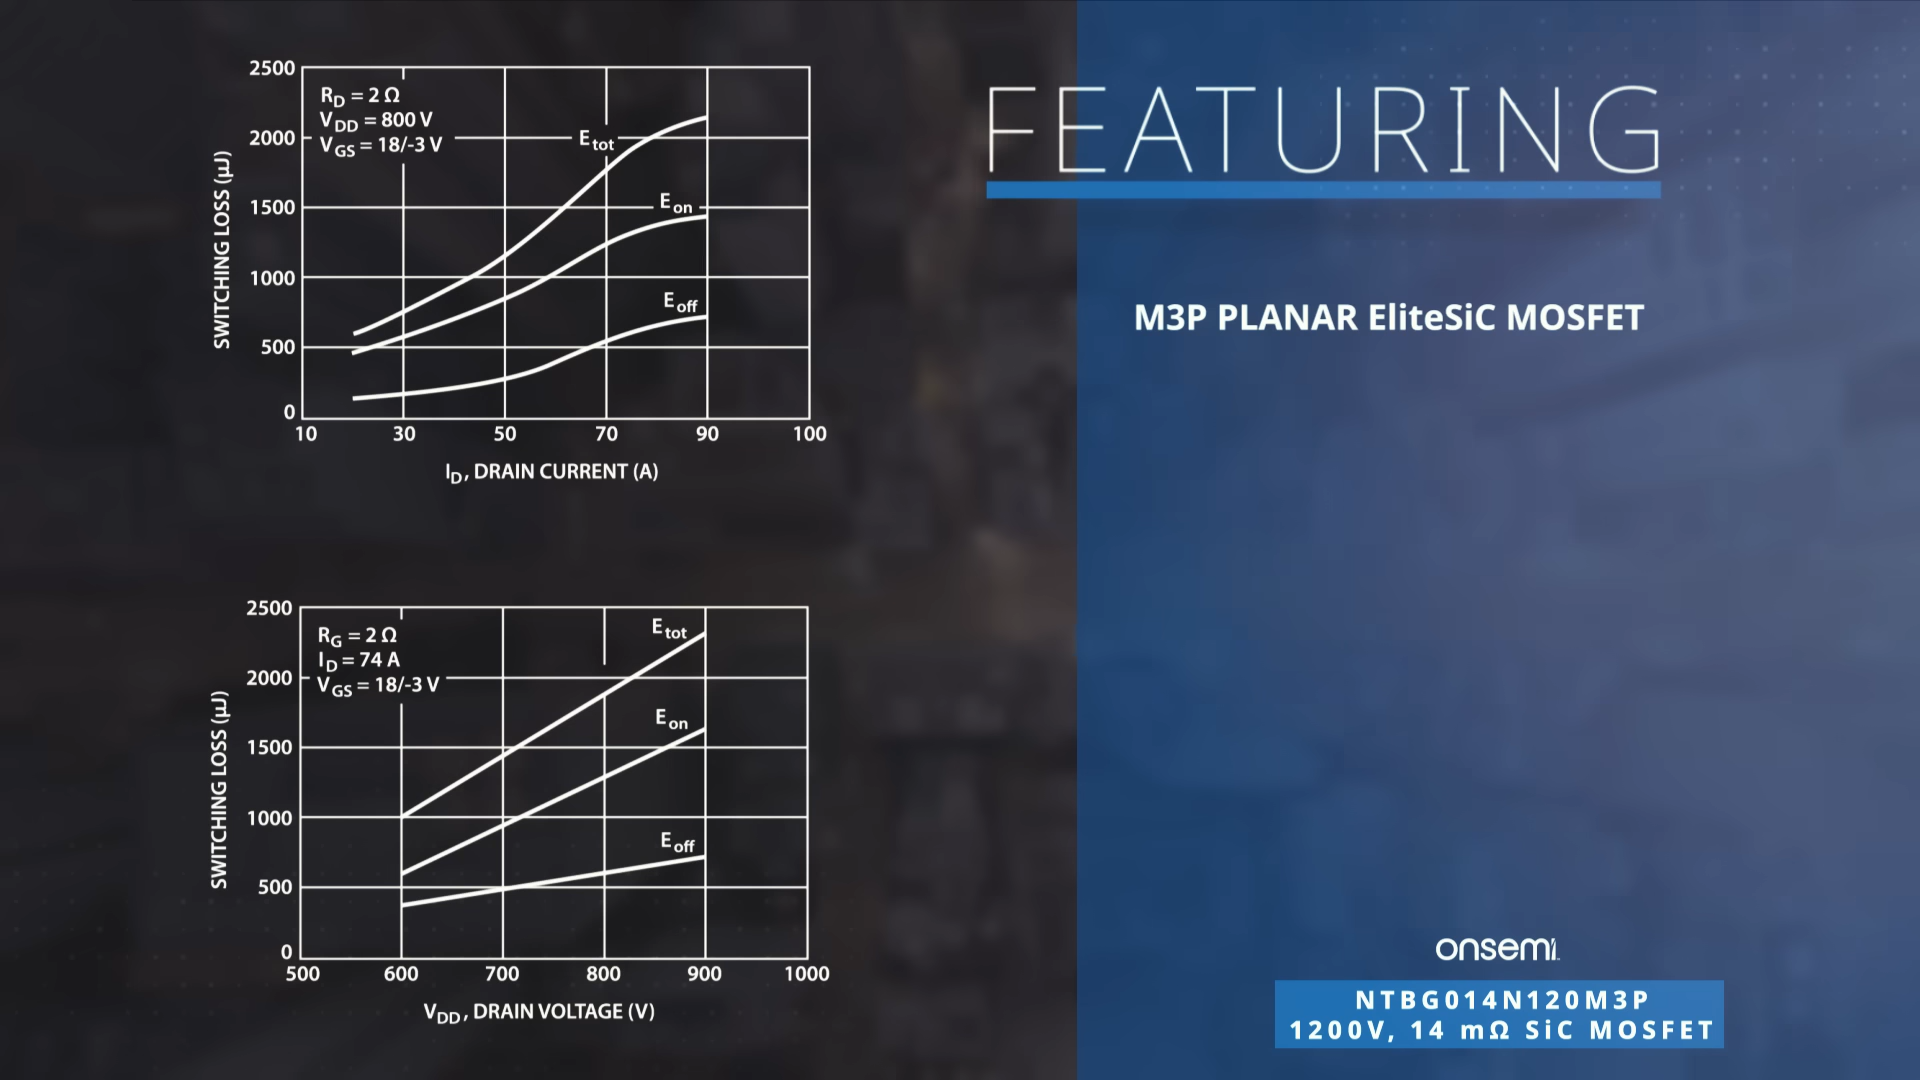 2500
2000
1500
1000
500
0
SWITCHING LOSS (µJ)
R_D = 2 Ω
V_DD = 800 V
V_GS = 18/-3 V
E_tot
E_on
E_off
10 30 50 70 90 100
I_D, DRAIN CURRENT (A)
2500
2000
1500
1000
500
0
SWITCHING LOSS (µJ)
R_G = 2 Ω
I_D = 74 A
V_GS = 18/-3 V
E_tot
E_on
E_off
500 600 700 800 900 1000
V_DD, DRAIN VOLTAGE (V)
FEATURING
M3P PLANAR EliteSiC MOSFET
onsemi
NTBG014N120M3P
1200V, 14 mΩ SiC MOSFET